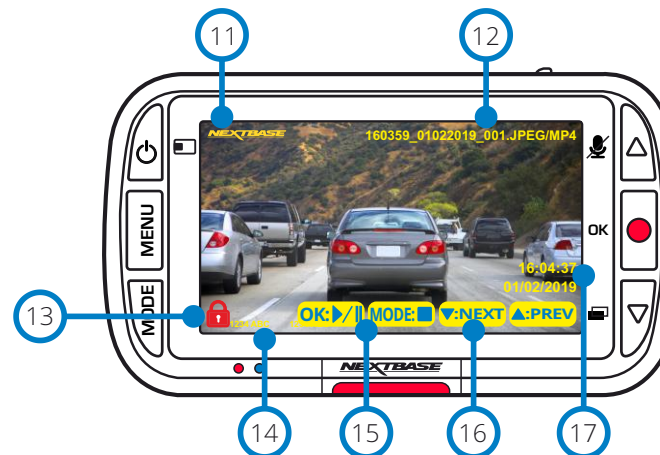 11
12
NEXTBASE
160359_01022019_001.JPEG/MP4
MENU
OK
16:04:37
01/02/2019
MODE
13
OK:▶/‖ MODE:■ ▼:NEXT ▲:PREV
NEXTBASE
14
15
16
17